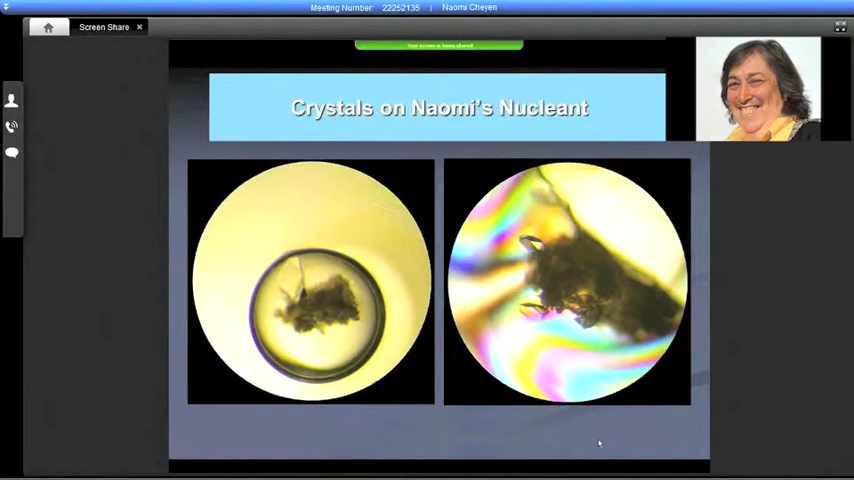 Meeting Number: 22252135 | Naomi Cheyen
Screen Share
Your screen is being shared
Crystals on Naomi's Nucleant